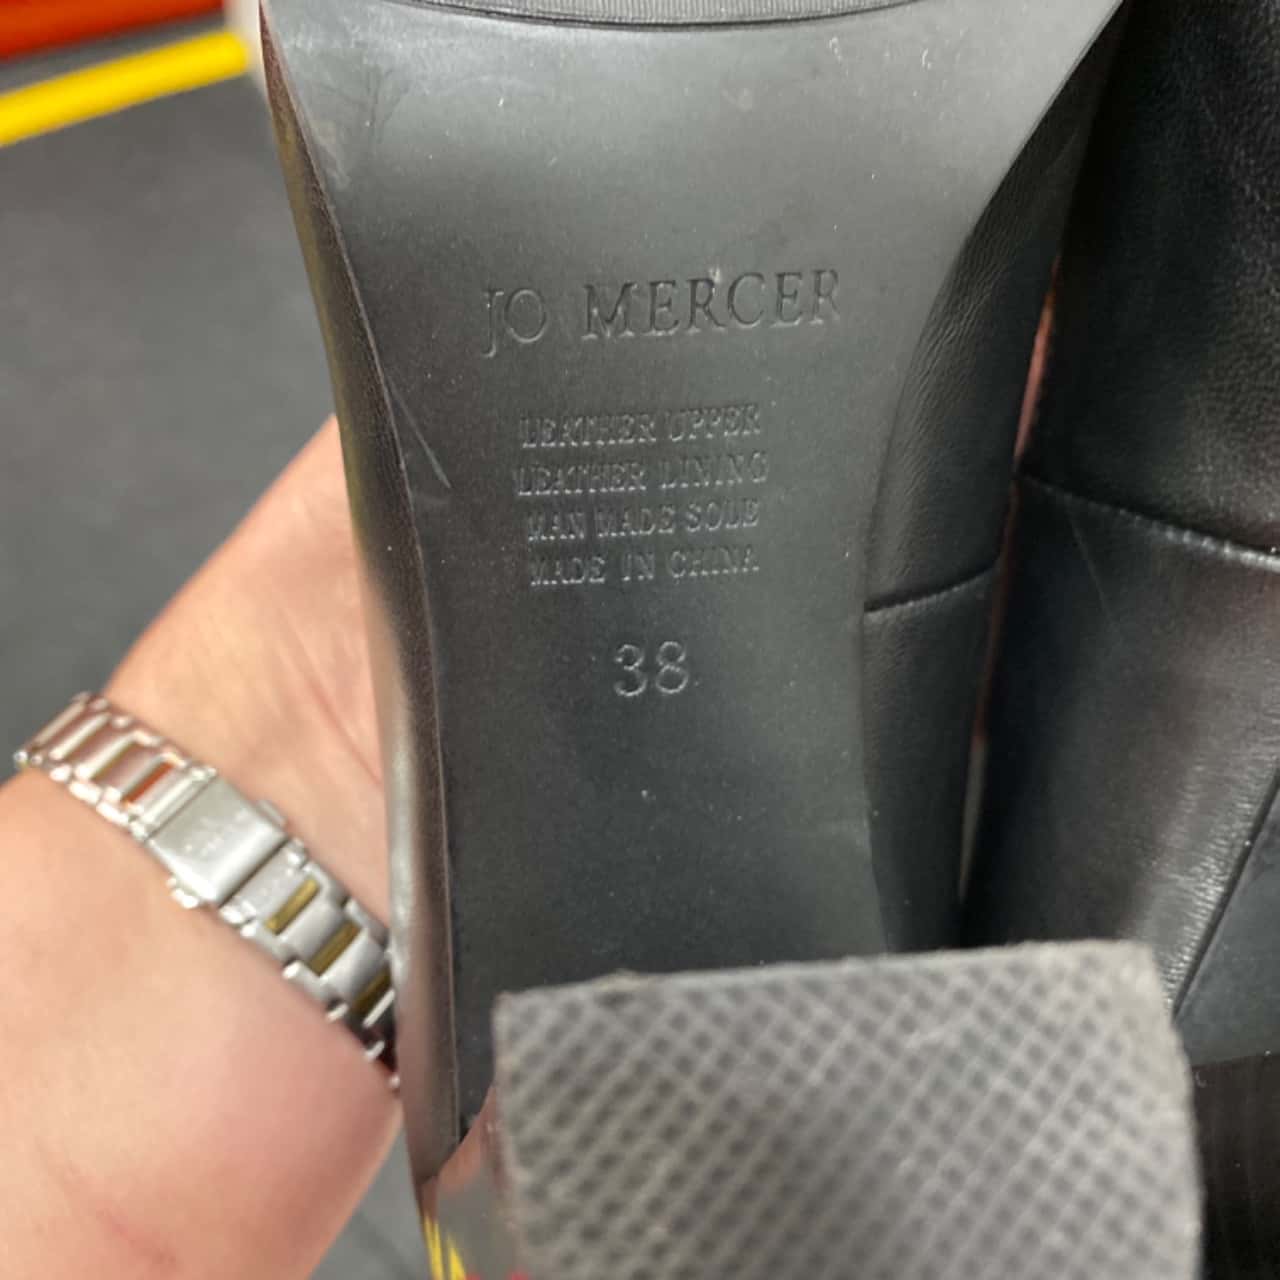 JO MERCER
LEATHER UPPER
LEATHER LINING
MAN MADE SOLE
MADE IN CHINA
38